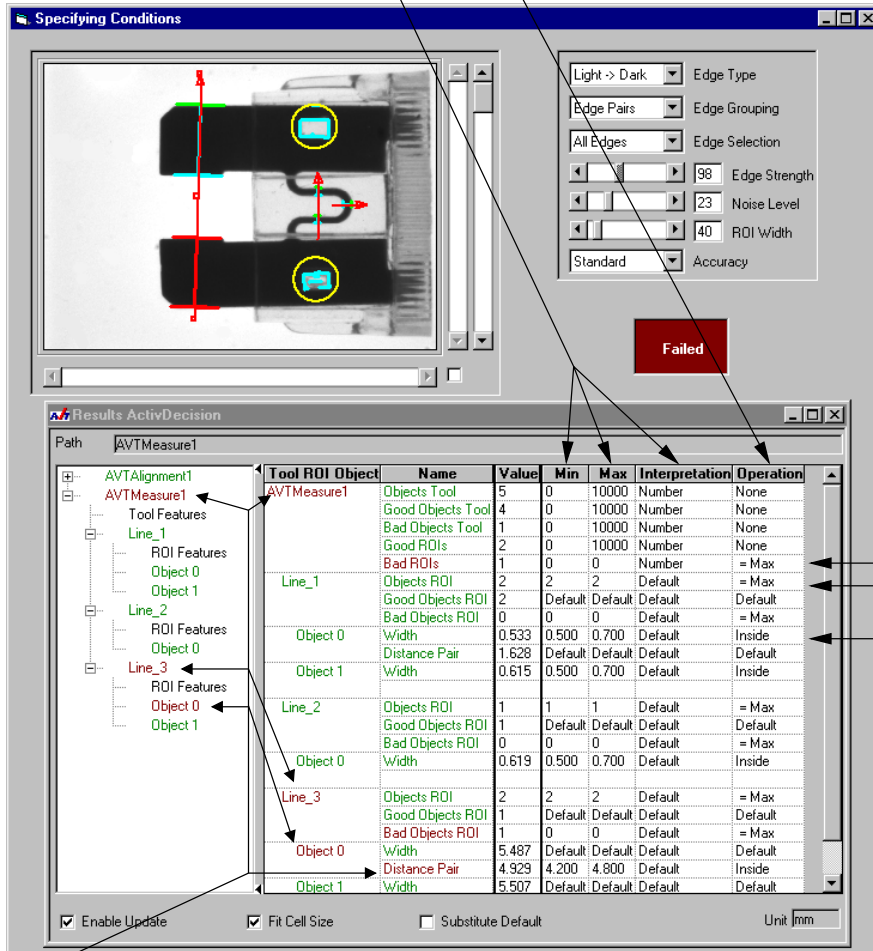 Specifying Conditions
Light -> Dark Edge Type
Edge Pairs Edge Grouping
All Edges Edge Selection
98 Edge Strength
23 Noise Level
40 ROI Width
Standard Accuracy
Failed
Results ActivDecision
Path AVTMeasure1
AVTAlignment1
AVTMeasure1
Tool Features
Line_1
ROI Features
Object 0
Object 1
Line_2
ROI Features
Object 0
Line_3
ROI Features
Object 0
Object 1
Tool ROI Object Name Value Min Max Interpretation Operation
AVTMeasure1 Objects Tool 5 0 10000 Number None
Good Objects Tool 4 0 10000 Number None
Bad Objects Tool 1 0 10000 Number None
Good ROIs 2 0 10000 Number None
Bad ROIs 1 0 0 Number = Max
Line_1 Objects ROI 2 2 2 Default = Max
Good Objects ROI 2 Default Default Default Default
Bad Objects ROI 0 0 0 Default = Max
Object 0 Width 0.533 0.500 0.700 Default Inside
Distance Pair 1.628 Default Default Default Default
Object 1 Width 0.615 0.500 0.700 Default Inside
Line_2 Objects ROI 1 1 1 Default = Max
Good Objects ROI 1 Default Default Default Default
Bad Objects ROI 0 0 0 Default = Max
Object 0 Width 0.619 0.500 0.700 Default Inside
Line_3 Objects ROI 2 2 2 Default = Max
Good Objects ROI 1 Default Default Default Default
Bad Objects ROI 1 0 0 Default = Max
Object 0 Width 5.487 Default Default Default Default
Distance Pair 4.929 4.200 4.800 Default Inside
Object 1 Width 5.507 Default Default Default Default
Enable Update Fit Cell Size Substitute Default Unit mm